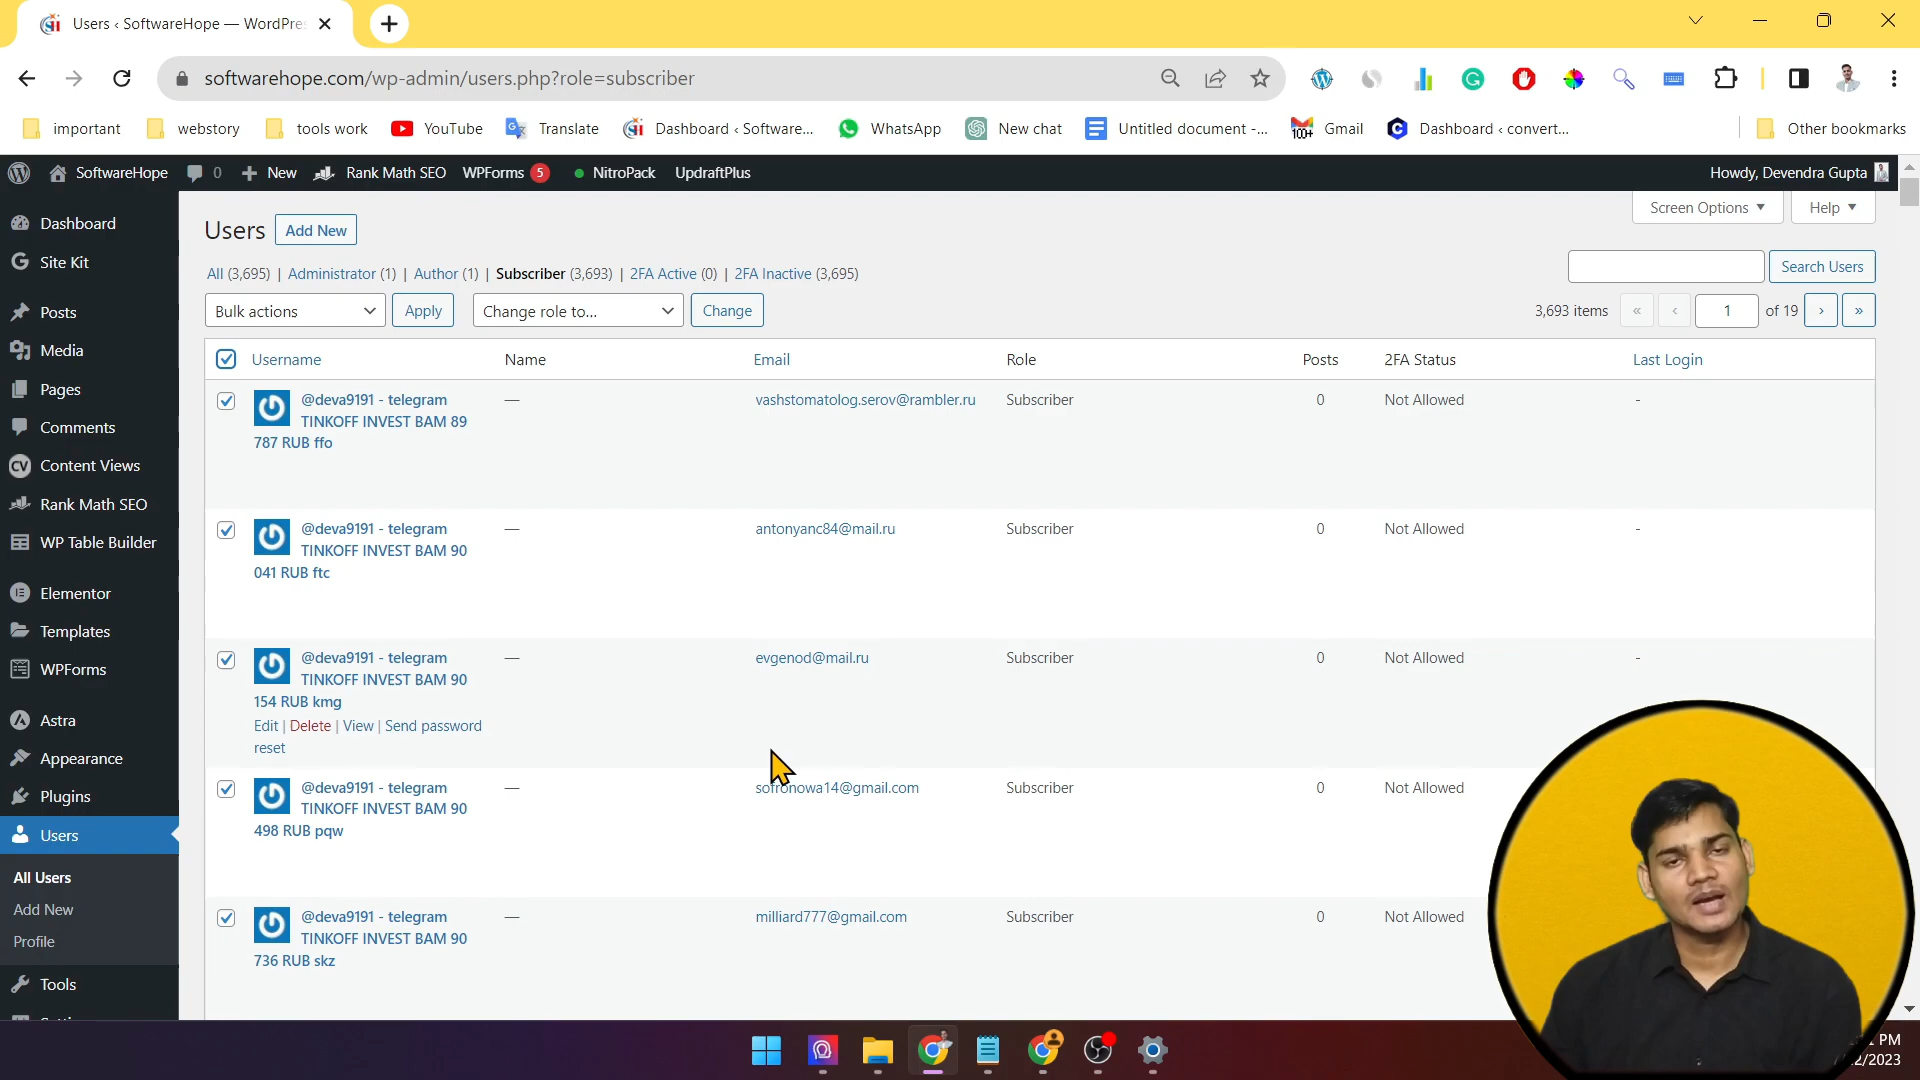 Users ‹ SoftwareHope — WordPre
softwarehope.com/wp-admin/users.php?role=subscriber
important webstory tools work YouTube Translate Dashboard ‹ Software... WhatsApp New chat Untitled document -... 100+ Gmail Dashboard ‹ convert... Other bookmarks
SoftwareHope 0 New Rank Math SEO WPForms 5 NitroPack UpdraftPlus Howdy, Devendra Gupta
Dashboard
Site Kit
Posts
Media
Pages
Comments
Content Views
Rank Math SEO
WP Table Builder
Elementor
Templates
WPForms
Astra
Appearance
Plugins
Users
All Users
Add New
Profile
Tools
Screen Options Help
Users Add New
All (3,695) | Administrator (1) | Author (1) | Subscriber (3,693) | 2FA Active (0) | 2FA Inactive (3,695)
Search Users
Bulk actions Apply Change role to... Change 3,693 items « ‹ 1 of 19 › »
Username Name Email Role Posts 2FA Status Last Login
@deva9191 - telegram — vashstomatolog.serov@rambler.ru Subscriber 0 Not Allowed -
TINKOFF INVEST BAM 89
787 RUB ffo
@deva9191 - telegram — antonyanc84@mail.ru Subscriber 0 Not Allowed -
TINKOFF INVEST BAM 90
041 RUB ftc
@deva9191 - telegram — evgenod@mail.ru Subscriber 0 Not Allowed -
TINKOFF INVEST BAM 90
154 RUB kmg
Edit | Delete | View | Send password
reset
@deva9191 - telegram — sofronowa14@gmail.com Subscriber 0 Not Allowed
TINKOFF INVEST BAM 90
498 RUB pqw
@deva9191 - telegram — milliard777@gmail.com Subscriber 0 Not Allowed
TINKOFF INVEST BAM 90
736 RUB skz
PM
2/2023